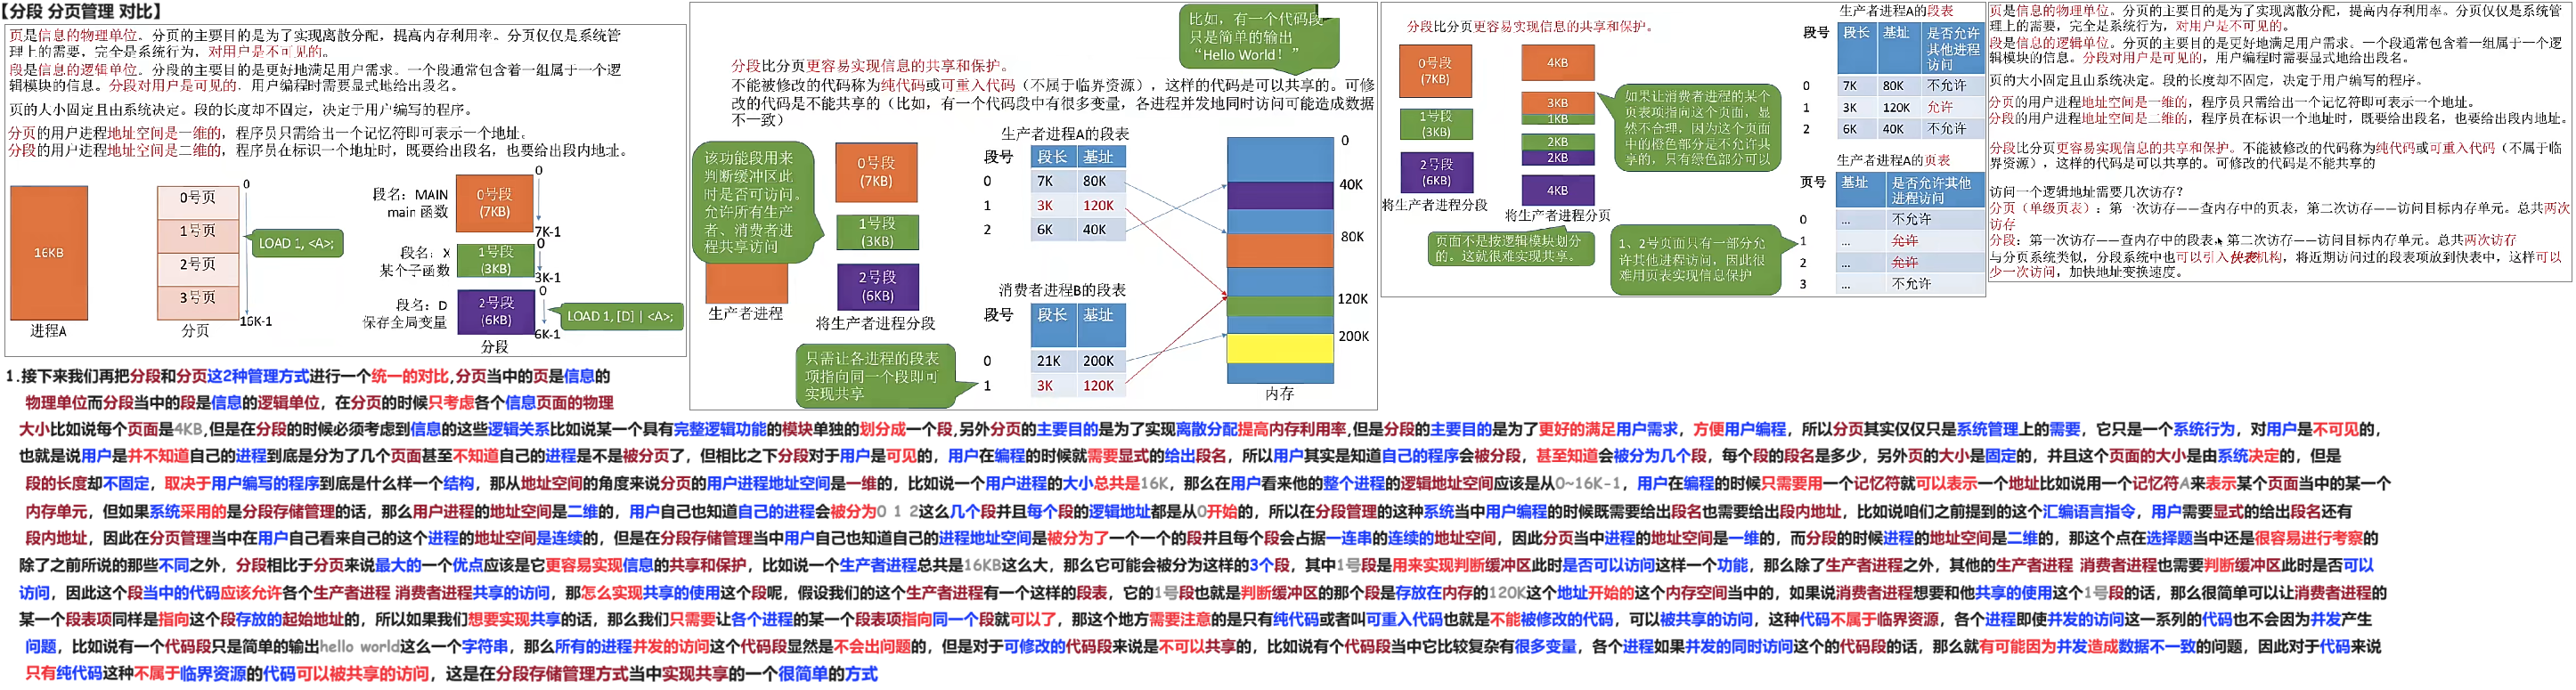 【分段 分页管理 对比】
页是信息的物理单位。分页的主要目的是为了实现离散分配，提高内存利用率。分页仅仅是系统管
理上的需要，完全是系统行为，对用户是不可见的。
段是信息的逻辑单位。分段的主要目的是更好地满足用户需求。一个段通常包含着一组属于一个逻
辑模块的信息。分段对用户是可见的，用户编程时需要显式地给出段名。
页的大小固定且由系统决定。段的长度却不固定，决定于用户编写的程序。
分页的用户进程地址空间是一维的，程序员只需给出一个记忆符即可表示一个地址。
分段的用户进程地址空间是二维的，程序员在标识一个地址时，既要给出段名，也要给出段内地址。
16KB
进程A
0号页
1号页
2号页
3号页
0
16K-1
分页
LOAD 1, <A>;
段名：MAIN
main 函数
0号段
(7KB)
0
7K-1
段名：X
某个子函数
1号段
(3KB)
0
3K-1
段名：D
保存全局变量
2号段
(6KB)
0
6K-1
分段
LOAD 1, [D] | <A>;
比如，有一个代码段
只是简单的输出
“Hello World！”
分段比分页更容易实现信息的共享和保护。
不能被修改的代码称为纯代码或可重入代码（不属于临界资源），这样的代码是可以共享的。可修
改的代码是不能共享的（比如，有一个代码段中有很多变量，各进程并发地同时访问可能造成数据
不一致）
该功能段用来
判断缓冲区此
时是否可访问。
允许所有生产
者、消费者进
程共享访问
生产者进程
0号段
(7KB)
1号段
(3KB)
2号段
(6KB)
将生产者进程分段
生产者进程A的段表
段号 段长 基址
0 7K 80K
1 3K 120K
2 6K 40K
消费者进程B的段表
段号 段长 基址
0 21K 200K
1 3K 120K
只需让各进程的段表
项指向同一个段即可
实现共享
0
40K
80K
120K
200K
内存
分段比分页更容易实现信息的共享和保护。
0号段
(7KB)
1号段
(3KB)
2号段
(6KB)
将生产者进程分段
4KB
3KB
1KB
2KB
2KB
4KB
将生产者进程分页
如果让消费者进程的某个
页表项指向这个页面，显
然不合理，因为这个页面
中的橙色部分是不允许共
享的，只有绿色部分可以
页面不是按逻辑模块划分
的。这就很难实现共享。
1、2号页面只有一部分允
许其他进程访问，因此很
难用页表实现信息保护
生产者进程A的段表
段号 段长 基址 是否允许
其他进程
访问
0 7K 80K 不允许
1 3K 120K 允许
2 6K 40K 不允许
生产者进程A的页表
页号 基址 是否允许其他
进程访问
0 ... 不允许
1 ... 允许
2 ... 允许
3 ... 不允许
页是信息的物理单位。分页的主要目的是为了实现离散分配，提高内存利用率。分页仅仅是系统管
理上的需要，完全是系统行为，对用户是不可见的。
段是信息的逻辑单位。分页的主要目的是更好地满足用户需求。一个段通常包含着一组属于一个逻
辑模块的信息。分段对用户是可见的，用户编程时需要显式地给出段名。
页的大小固定且由系统决定。段的长度却不固定，决定于用户编写的程序。
分页的用户进程地址空间是一维的，程序员只需给出一个记忆符即可表示一个地址。
分段的用户进程地址空间是二维的，程序员在标识一个地址时，既要给出段名，也要给出段内地址。
分段比分页更容易实现信息的共享和保护。不能被修改的代码称为纯代码或可重入代码（不属于临
界资源），这样的代码是可以共享的。可修改的代码是不能共享的
访问一个逻辑地址需要几次访存？
分页（单级页表）：第一次访存——查内存中的页表，第二次访存——访问目标内存单元。总共两次
访存
分段：第一次访存——查内存中的段表，第二次访存——访问目标内存单元。总共两次访存
与分页系统类似，分段系统中也可以引入快表机构，将近期访问过的段表项放到快表中，这样可以
少一次访问，加快地址变换速度。
1.接下来我们再把分段和分页这2种管理方式进行一个统一的对比,分页当中的页是信息的
物理单位而分段当中的段是信息的逻辑单位，在分页的时候只考虑各个信息页面的物理
大小比如说每个页面是4KB,但是在分段的时候必须考虑到信息的这些逻辑关系比如说某一个具有完整逻辑功能的模块单独的划分成一个段,另外分页的主要目的是为了实现离散分配提高内存利用率,但是分段的主要目的是为了更好的满足用户需求，方便用户编程，所以分页其实仅仅只是系统管理上的需要，它只是一个系统行为，对用户是不可见的，
也就是说用户是并不知道自己的进程到底是分为了几个页面甚至不知道自己的进程是不是被分页了，但相比之下分段对于用户是可见的，用户在编程的时候就需要显式的给出段名，所以用户其实是知道自己的程序会被分段，甚至知道会被分为几个段，每个段的段名是多少，另外页的大小是固定的，并且这个页面的大小是由系统决定的，但是
段的长度却不固定，取决于用户编写的程序到底是什么样一个结构，那从地址空间的角度来说分页的用户进程地址空间是一维的，比如说一个用户进程的大小总共是16K，那么在用户看来他的整个进程的逻辑地址空间应该是从0~16K-1，用户在编程的时候只需要用一个记忆符就可以表示一个地址比如说用一个记忆符A来表示某个页面当中的某一个
内存单元，但如果系统采用的是分段存储管理的话，那么用户进程的地址空间是二维的，用户自己也知道自己的进程会被分为0 1 2这么几个段并且每个段的逻辑地址都是从0开始的，所以在分段管理的这种系统当中用户编程的时候既需要给出段名也需要给出段内地址，比如说咱们之前提到的这个汇编语言指令，用户需要显式的给出段名还有
段内地址，因此在分页管理当中在用户自己看来自己的这个进程的地址空间是连续的，但是在分段存储管理当中用户自己也知道自己的进程地址空间是被分为了一个一个的段并且每个段会占据一连串的连续的地址空间，因此分页当中进程的地址空间是一维的，而分段的时候进程的地址空间是二维的，那这个点在选择题当中还是很容易进行考察的
除了之前所说的那些不同之外，分段相比于分页来说最大的一个优点应该是它更容易实现信息的共享和保护，比如说一个生产者进程总共是16KB这么大，那么它可能会被分为这样的3个段，其中1号段是用来实现判断缓冲区此时是否可以访问这样一个功能，那么除了生产者进程之外，其他的生产者进程 消费者进程也需要判断缓冲区此时是否可以
访问，因此这个段当中的代码应该允许各个生产者进程 消费者进程共享的访问，那怎么实现共享的使用这个段呢，假设我们的这个生产者进程有一个这样的段表，它的1号段也就是判断缓冲区的那个段是存放在内存的120K这个地址开始的这个内存空间当中的，如果说消费者进程想要和他共享的使用这个1号段的话，那么很简单可以让消费者进程的
某一个段表项同样是指向这个段存放的起始地址的，所以如果我们想要实现共享的话，那么我们只需要让各个进程的某一个段表项指向同一个段就可以了，那这个地方需要注意的是只有纯代码或者叫可重入代码也就是不能被修改的代码，可以被共享的访问，这种代码不属于临界资源，各个进程即使并发的访问这一系列的代码也不会因为并发产生
问题，比如说有一个代码段只是简单的输出hello world这么一个字符串，那么所有的进程并发的访问这个代码段显然是不会出问题的，但是对于可修改的代码段来说是不可以共享的，比如说有个代码段当中它比较复杂有很多变量，各个进程如果并发的同时访问这个的代码段的话，那么就有可能因为并发造成数据不一致的问题，因此对于代码来说
只有纯代码这种不属于临界资源的代码可以被共享的访问，这是在分段存储管理方式当中实现共享的一个很简单的方式